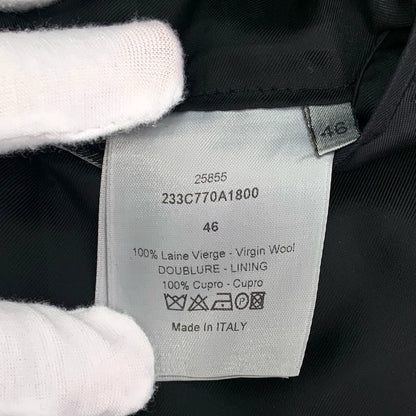 46
25855
233C770A1800
46
100% Laine Vierge - Virgin Wool
DOUBLURE - LINING
100% Cupro - Cupro
P
Made In ITALY